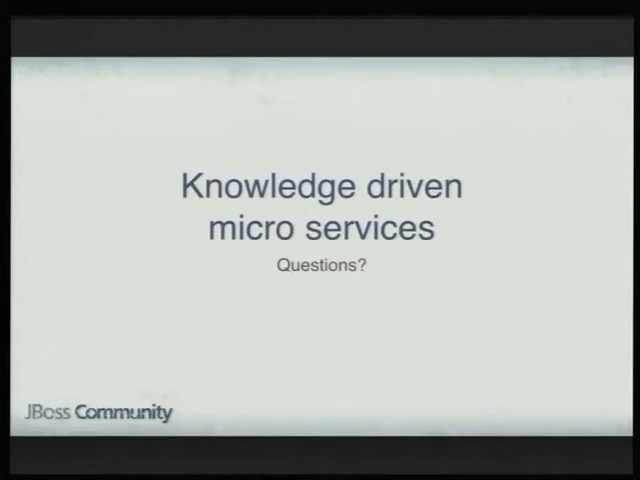 Knowledge driven
micro services
Questions?
JBoss Community